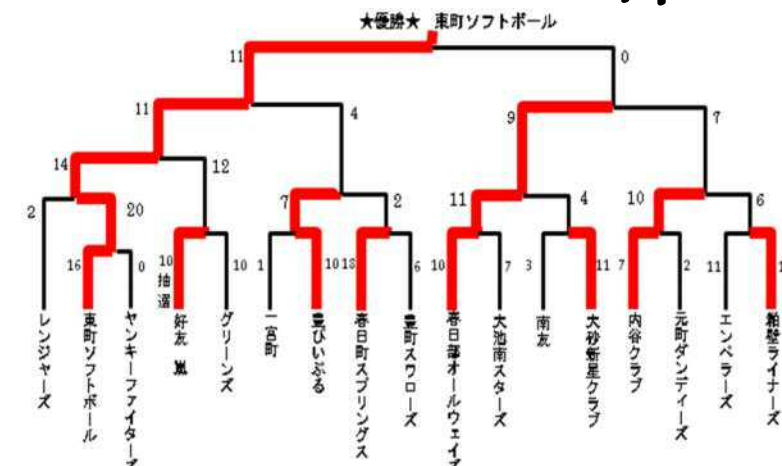 ★優勝★ 東町ソフトボール
11
0
11
4
9
7
14
12
2
20
7
2
11
4
10
6
16
0
10
抽選
10
1
10
18
6
10
7
3
11
7
2
11
1
レンジャーズ
東町ソフトボール
ヤンキーファイターズ
好友 嵐
グリーンズ
一宮町
豊びいぶる
春日町スプリングス
豊町スワローズ
春日部オールウェイズ
大池南スターズ
南友
大砂新星クラブ
内谷クラブ
元町ダンディーズ
エンペラーズ
粕壁ライナーズ